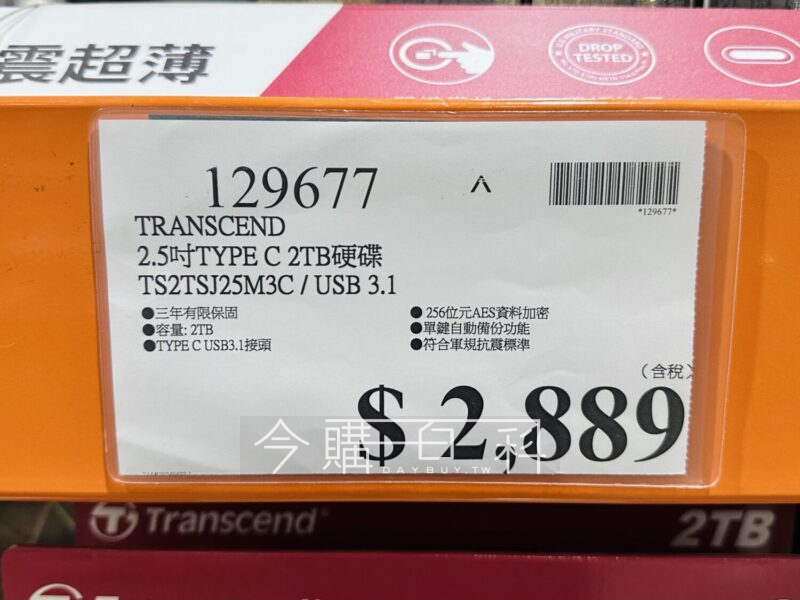 震超薄
U.S. MILITARY STANDARD
DROP
TESTED
129677
*129677*
TRANSCEND
2.5吋TYPE C 2TB硬碟
TS2TSJ25M3C / USB 3.1
●三年有限保固
●容量: 2TB
●TYPE C USB3.1接頭
●256位元AES資料加密
●單鍵自動備份功能
●符合軍規抗震標準
(含稅)
$ 2,889
今購百科
DAYBUY.TW
Transcend®
2TB